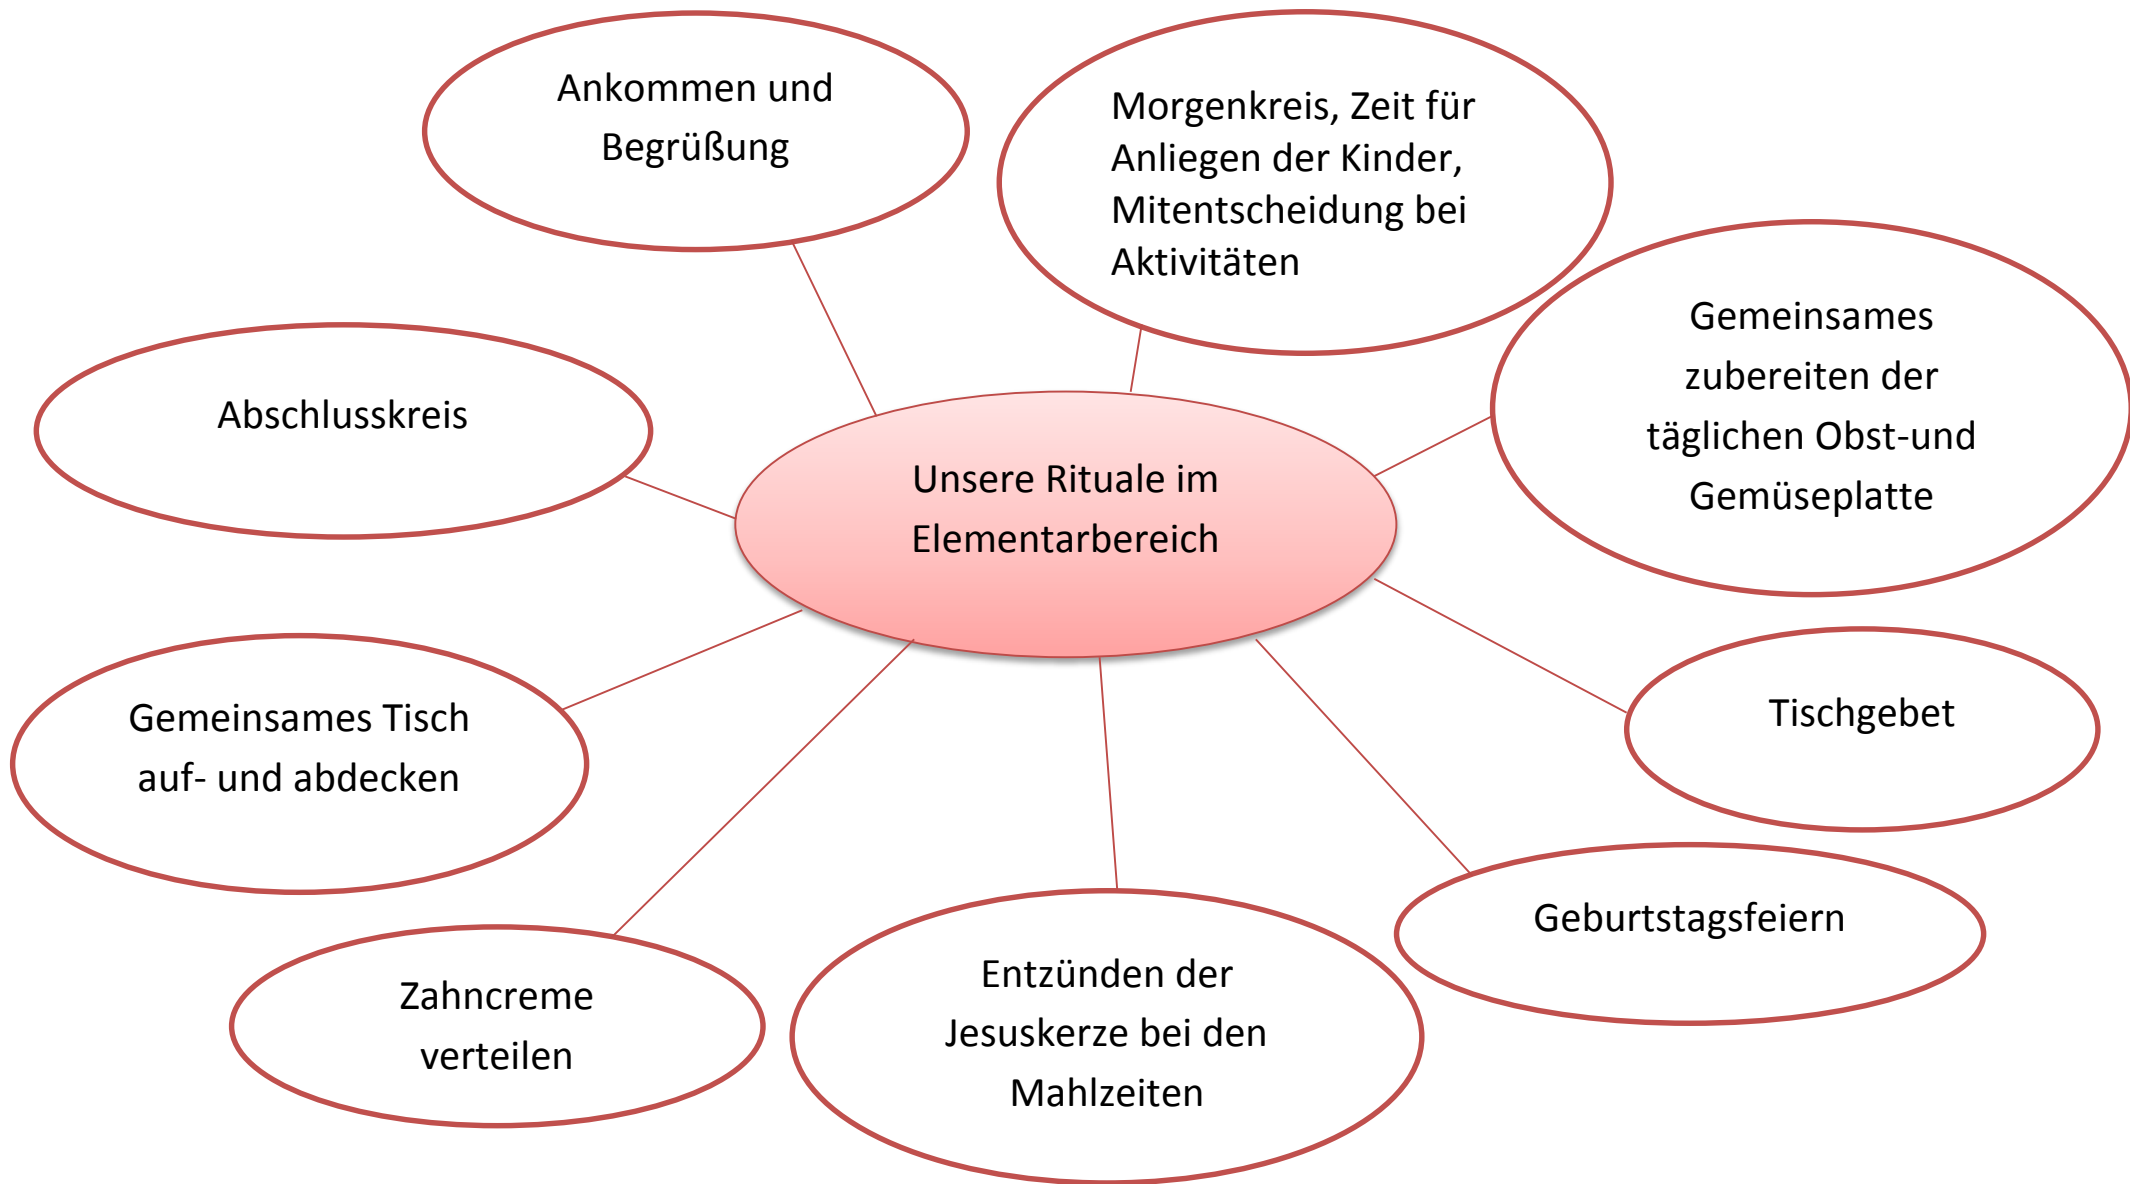 Ankommen und
Begrüßung
Morgenkreis, Zeit für
Anliegen der Kinder,
Mitentscheidung bei
Aktivitäten
Gemeinsames
zubereiten der
täglichen Obst-und
Gemüseplatte
Abschlusskreis
Unsere Rituale im
Elementarbereich
Gemeinsames Tisch
auf- und abdecken
Tischgebet
Geburtstagsfeiern
Zahncreme
verteilen
Entzünden der
Jesuskerze bei den
Mahlzeiten